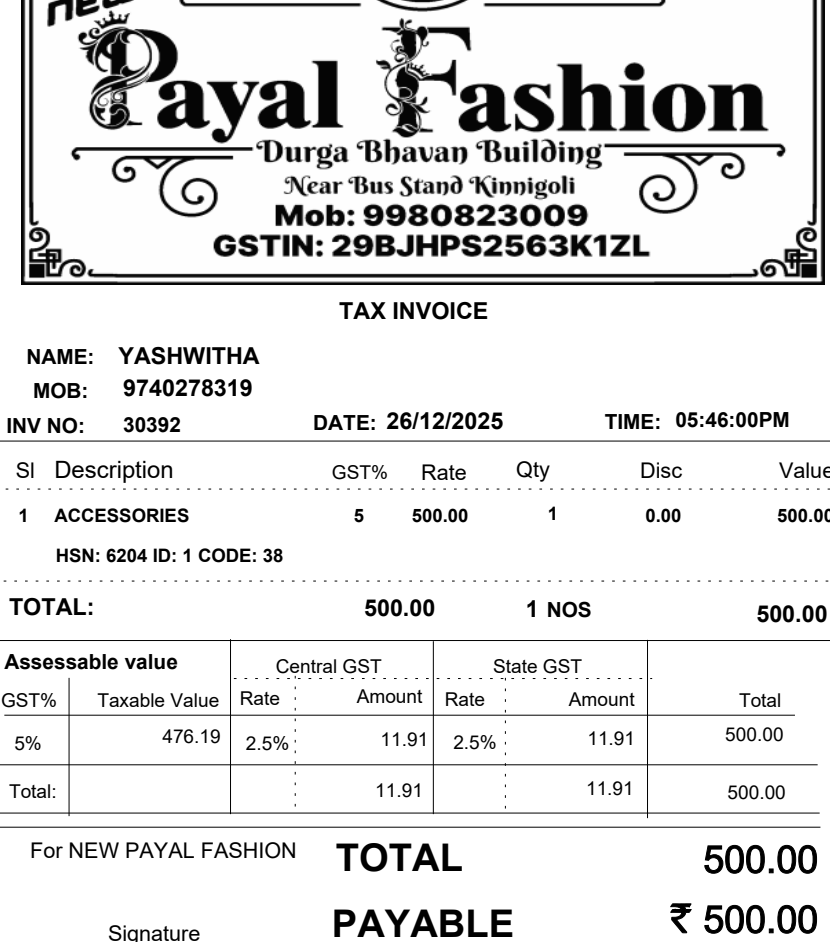 new
Payal Fashion
Durga Bhavan Building
Near Bus Stand Kinnigoli
Mob: 9980823009
GSTIN: 29BJHPS2563K1ZL
TAX INVOICE
NAME: YASHWITHA
MOB: 9740278319
INV NO: 30392 DATE: 26/12/2025 TIME: 05:46:00PM
Sl Description GST% Rate Qty Disc Value
1 ACCESSORIES 5 500.00 1 0.00 500.00
HSN: 6204 ID: 1 CODE: 38
TOTAL: 500.00 1 NOS 500.00
Assessable value Central GST State GST
GST% Taxable Value Rate Amount Rate Amount Total
5% 476.19 2.5% 11.91 2.5% 11.91 500.00
Total: 11.91 11.91 500.00
For NEW PAYAL FASHION TOTAL 500.00
Signature PAYABLE ₹ 500.00